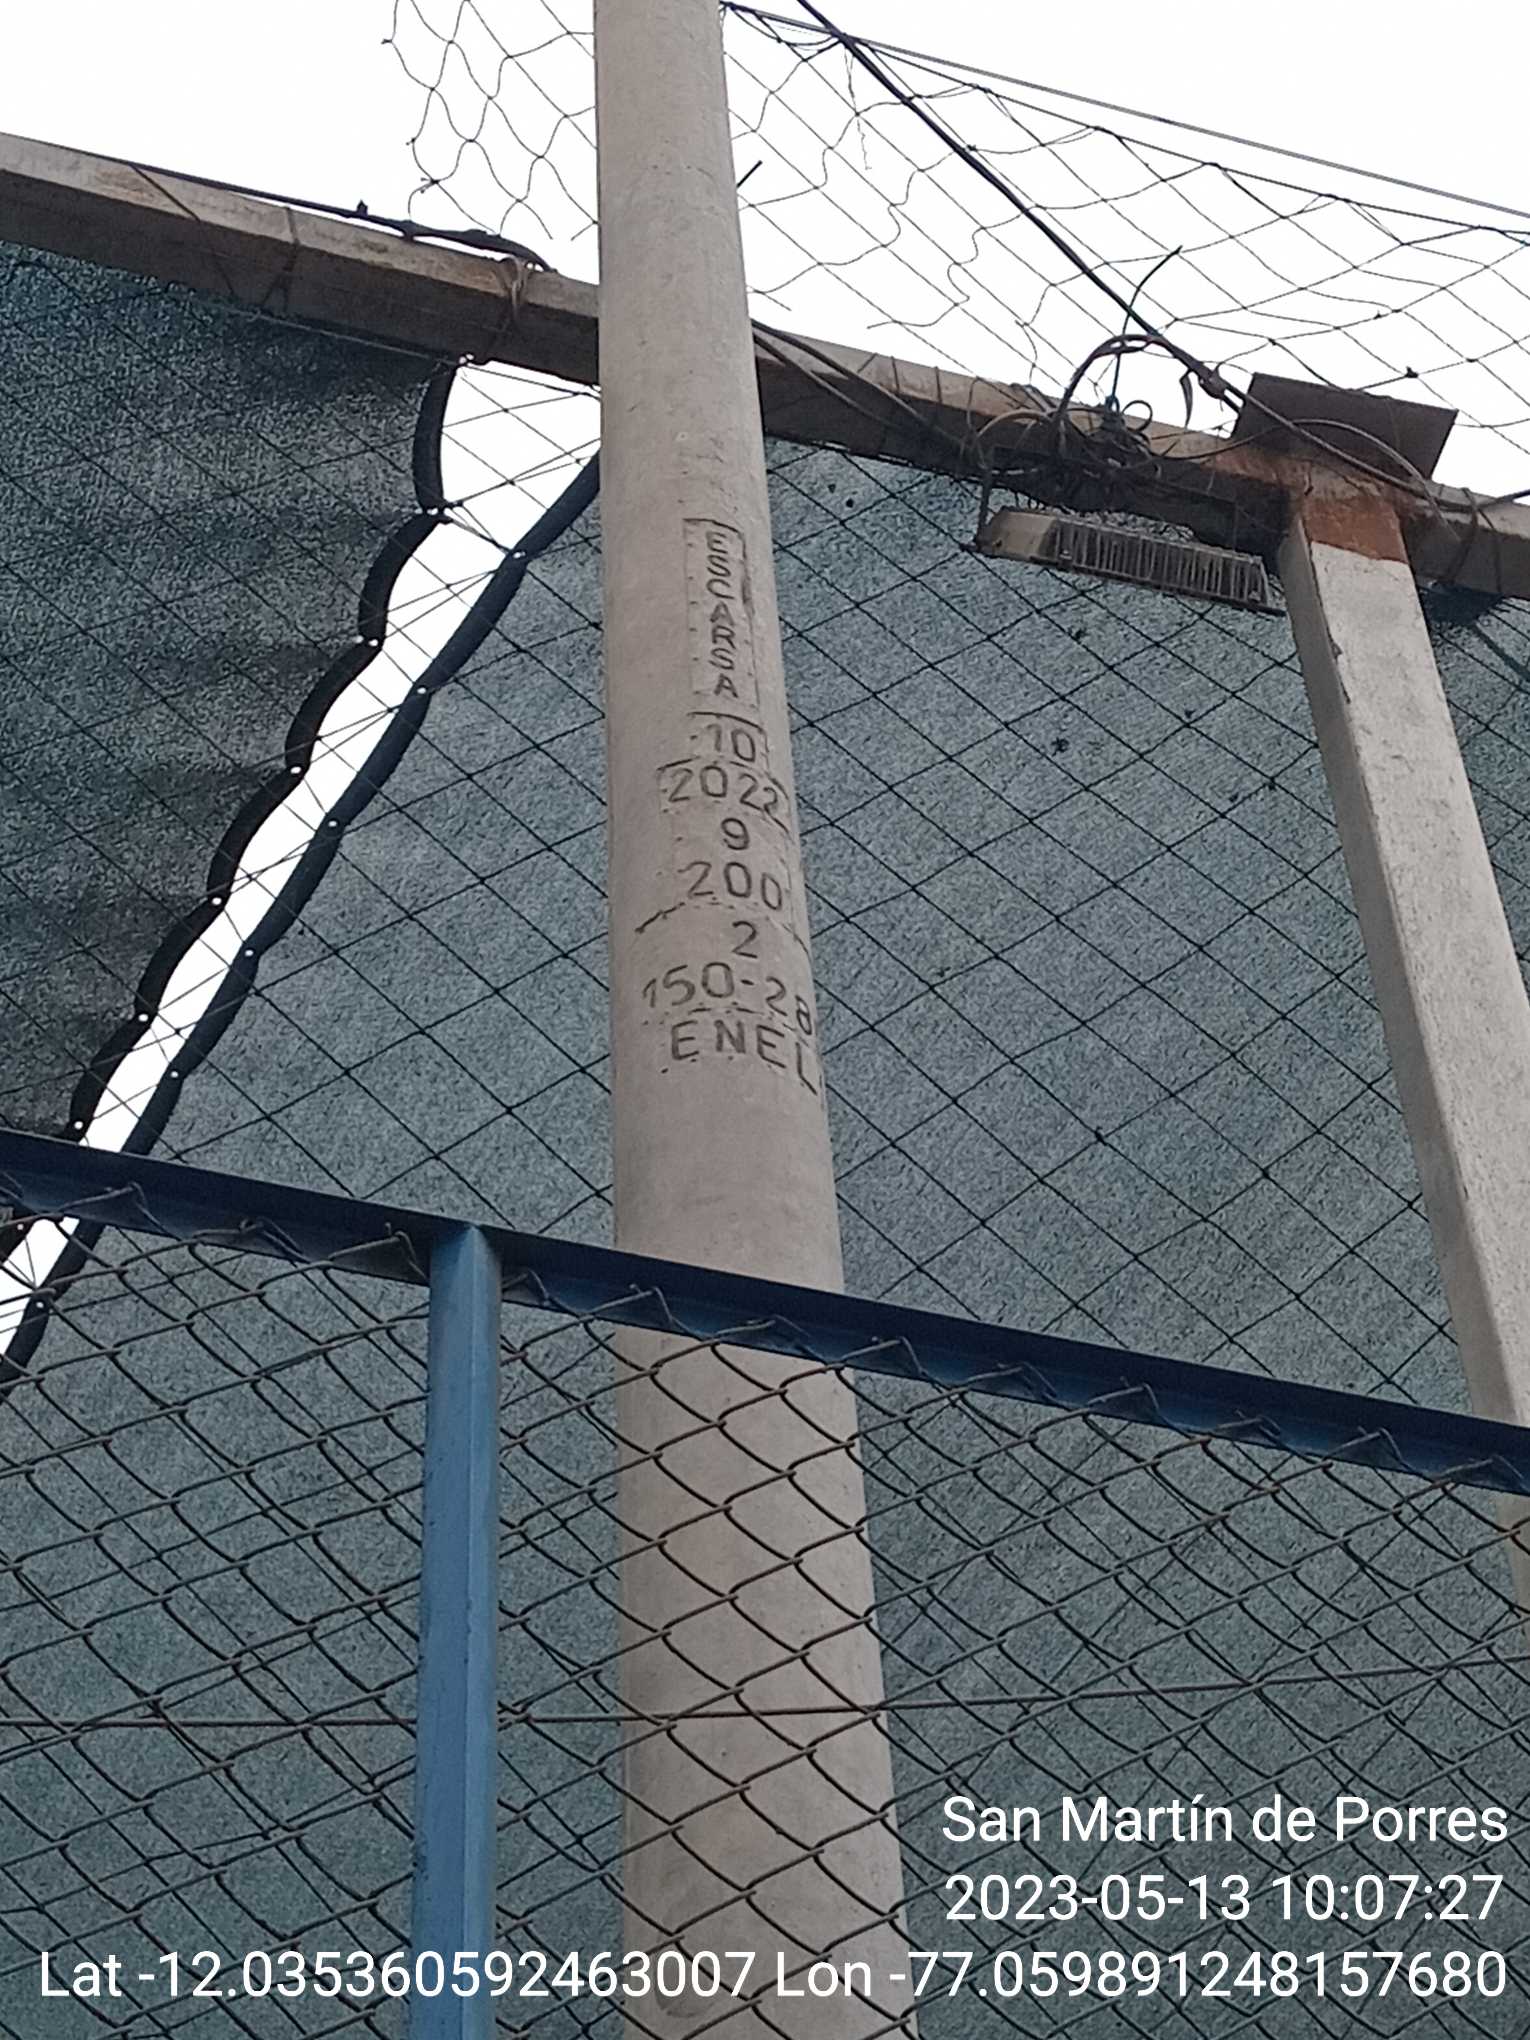 ESCARSA
10
2022
9
200
2
150-28
ENEL
San Martín de Porres
2023-05-13 10:07:27
Lat -12.035360592463007 Lon -77.059891248157680